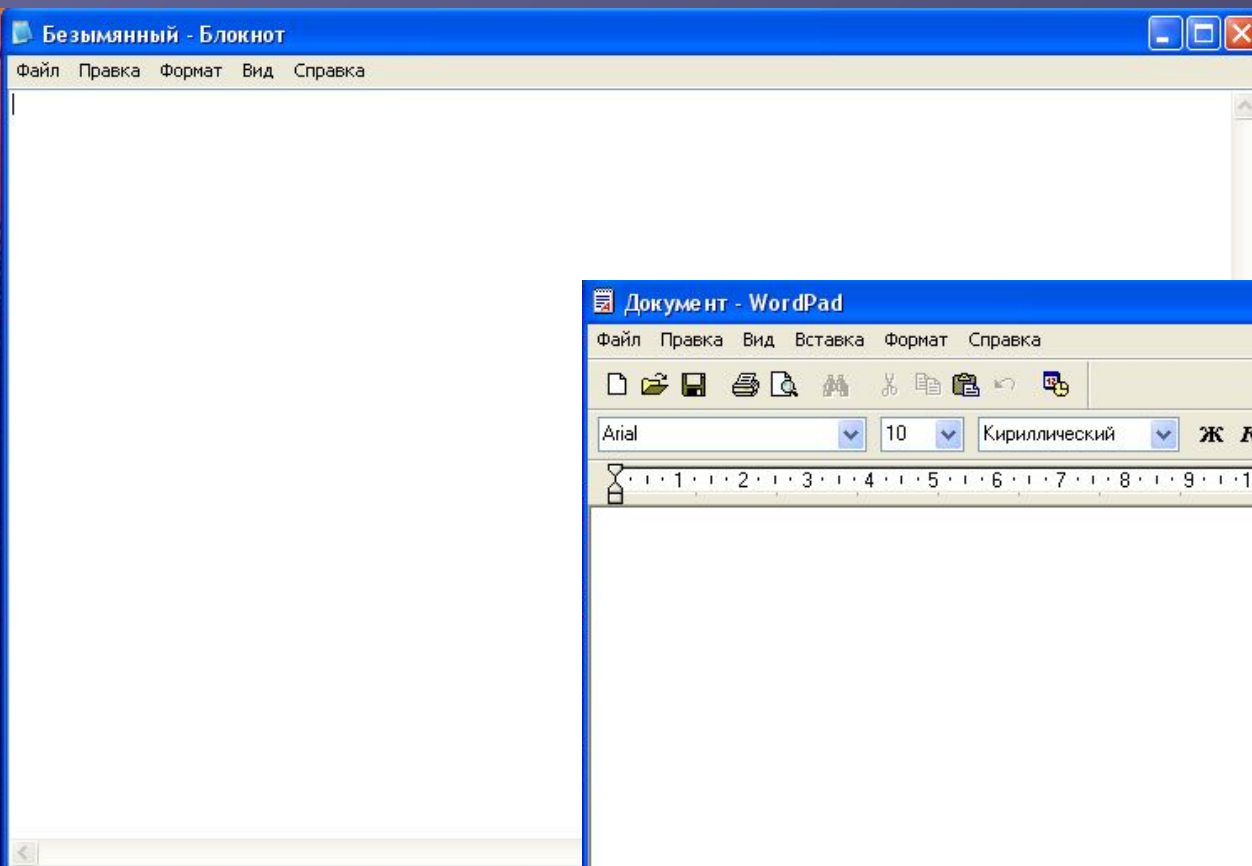 Безымянный - Блокнот
Файл Правка Формат Вид Справка
Документ - WordPad
Файл Правка Вид Вставка Формат Справка
Arial 10 Кириллический Ж К
1 2 3 4 5 6 7 8 9 1